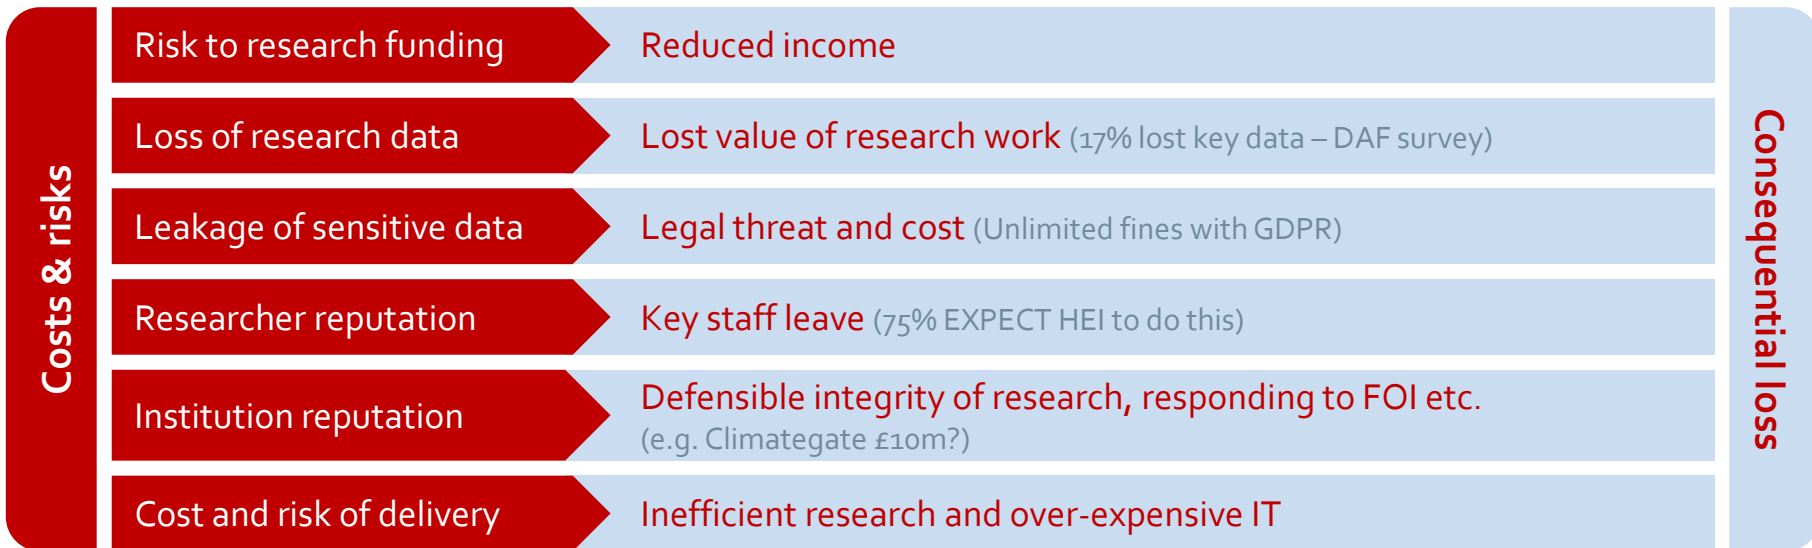 Costs & risks
Risk to research funding
Reduced income
Loss of research data
Lost value of research work (17% lost key data – DAF survey)
Leakage of sensitive data
Legal threat and cost (Unlimited fines with GDPR)
Researcher reputation
Key staff leave (75% EXPECT HEI to do this)
Institution reputation
Defensible integrity of research, responding to FOI etc.
(e.g. Climategate £10m?)
Cost and risk of delivery
Inefficient research and over-expensive IT
Consequential loss